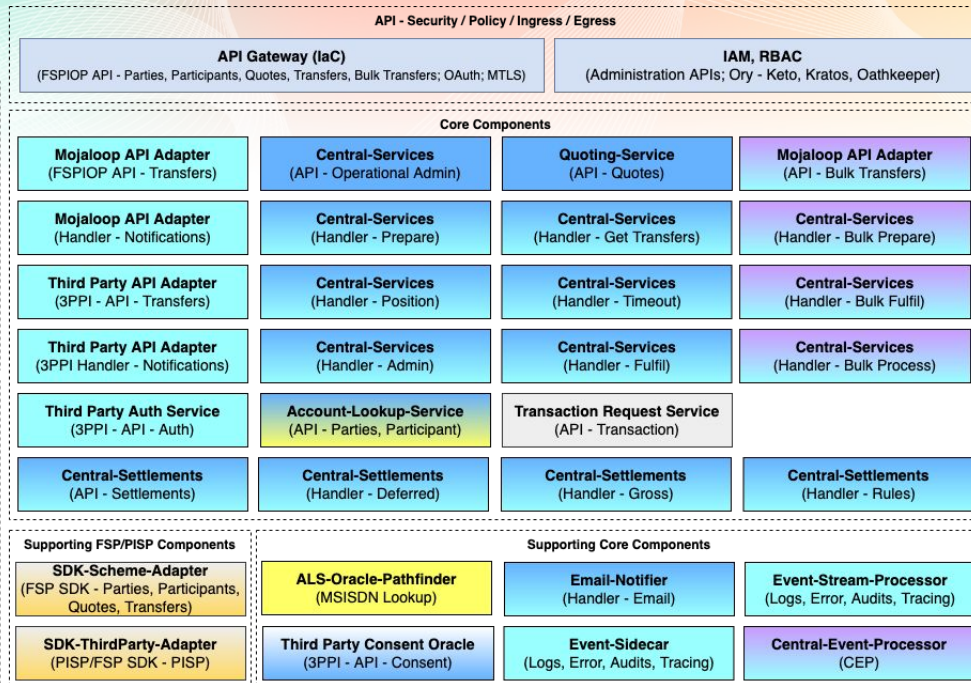 API - Security / Policy / Ingress / Egress
API Gateway (IaC)
(FSPIOP API - Parties, Participants, Quotes, Transfers, Bulk Transfers; OAuth; MTLS)
IAM, RBAC
(Administration APIs; Ory - Keto, Kratos, Oathkeeper)
Core Components
Mojaloop API Adapter
(FSPIOP API - Transfers)
Central-Services
(API - Operational Admin)
Quoting-Service
(API - Quotes)
Mojaloop API Adapter
(API - Bulk Transfers)
Mojaloop API Adapter
(Handler - Notifications)
Central-Services
(Handler - Prepare)
Central-Services
(Handler - Get Transfers)
Central-Services
(Handler - Bulk Prepare)
Third Party API Adapter
(3PPI - API - Transfers)
Central-Services
(Handler - Position)
Central-Services
(Handler - Timeout)
Central-Services
(Handler - Bulk Fulfil)
Third Party API Adapter
(3PPI Handler - Notifications)
Central-Services
(Handler - Admin)
Central-Services
(Handler - Fulfil)
Central-Services
(Handler - Bulk Process)
Third Party Auth Service
(3PPI - API - Auth)
Account-Lookup-Service
(API - Parties, Participant)
Transaction Request Service
(API - Transaction)
Central-Settlements
(API - Settlements)
Central-Settlements
(Handler - Deferred)
Central-Settlements
(Handler - Gross)
Central-Settlements
(Handler - Rules)
Supporting FSP/PISP Components
SDK-Scheme-Adapter
(FSP SDK - Parties, Participants,
Quotes, Transfers)
SDK-ThirdParty-Adapter
(PISP/FSP SDK - PISP)
Supporting Core Components
ALS-Oracle-Pathfinder
(MSISDN Lookup)
Email-Notifier
(Handler - Email)
Event-Stream-Processor
(Logs, Error, Audits, Tracing)
Third Party Consent Oracle
(3PPI - API - Consent)
Event-Sidecar
(Logs, Error, Audits, Tracing)
Central-Event-Processor
(CEP)